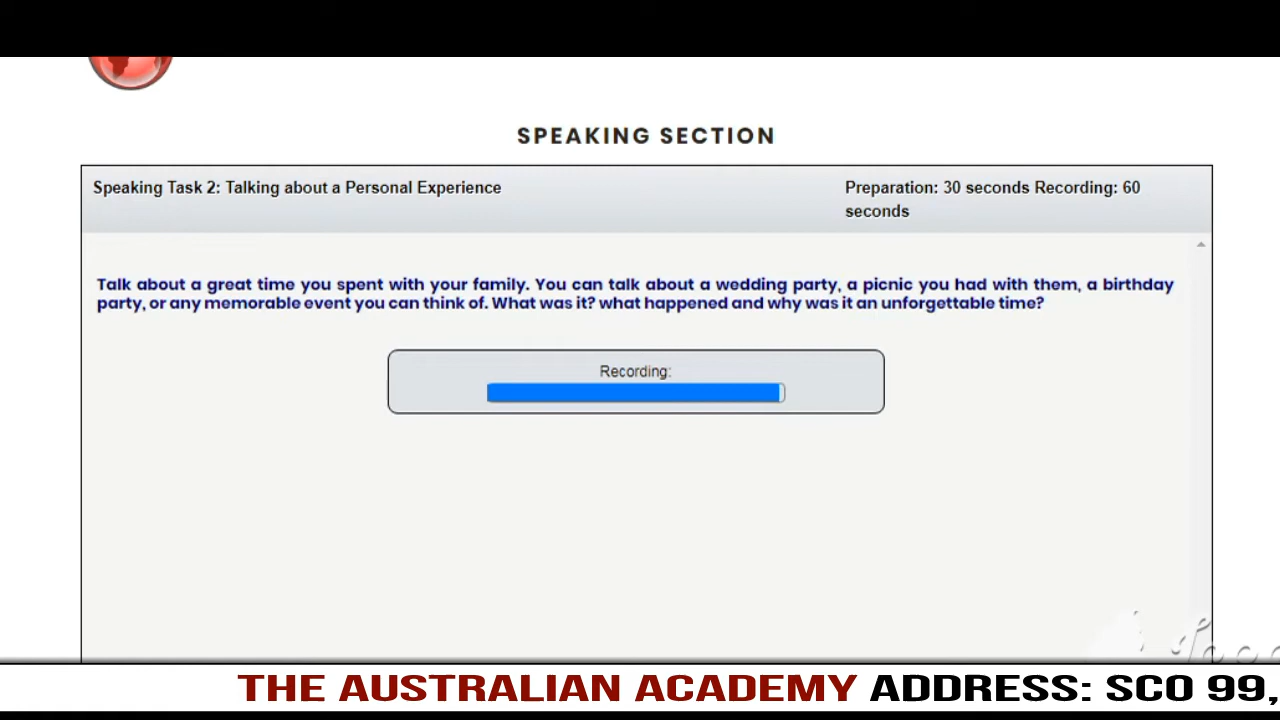 SPEAKING SECTION
Speaking Task 2: Talking about a Personal Experience
Preparation: 30 seconds Recording: 60
seconds
Talk about a great time you spent with your family. You can talk about a wedding party, a picnic you had with them, a birthday
party, or any memorable event you can think of. What was it? what happened and why was it an unforgettable time?
Recording:
THE AUSTRALIAN ACADEMY ADDRESS: SCO 99,